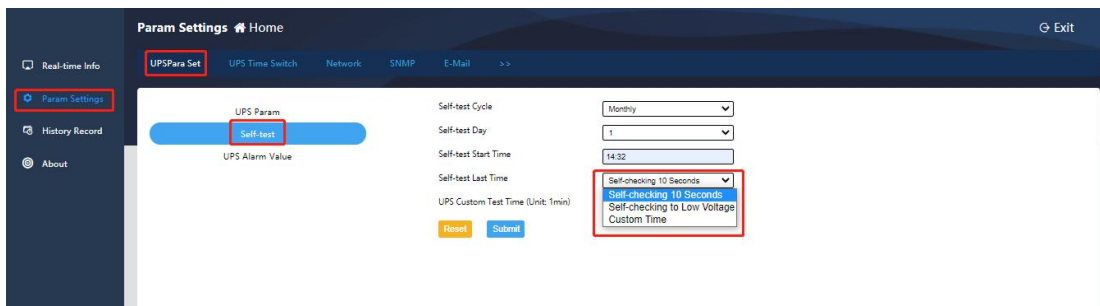 Param Settings Home
Exit
Real-time Info
Param Settings
History Record
About
UPSPara Set UPS Time Switch Network SNMP E-Mail >>
UPS Param
Self-test
UPS Alarm Value
Self-test Cycle Monthly
Self-test Day 1
Self-test Start Time 14:32
Self-test Last Time Self-checking 10 Seconds
Self-checking 10 Seconds
Self-checking to Low Voltage
Custom Time
UPS Custom Test Time (Unit: 1min)
Reset Submit